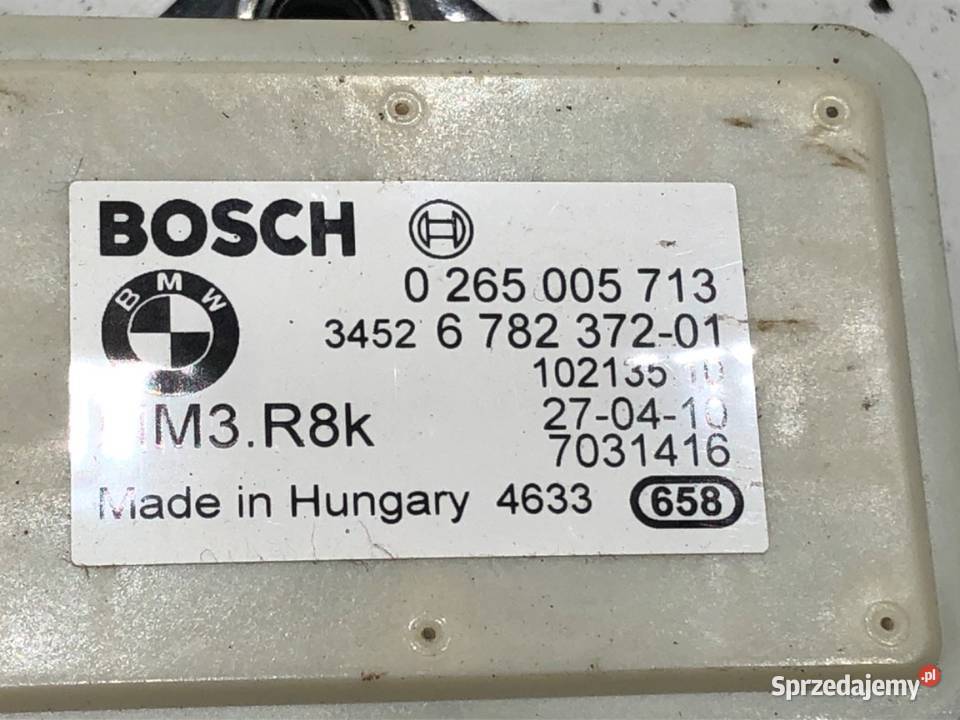 BOSCH
0 265 005 713
BMW
3452 6 782 372-01
27-04-10
M3.R8k
7031416
Made in Hungary 4633 658
Sprzedajemy.pl